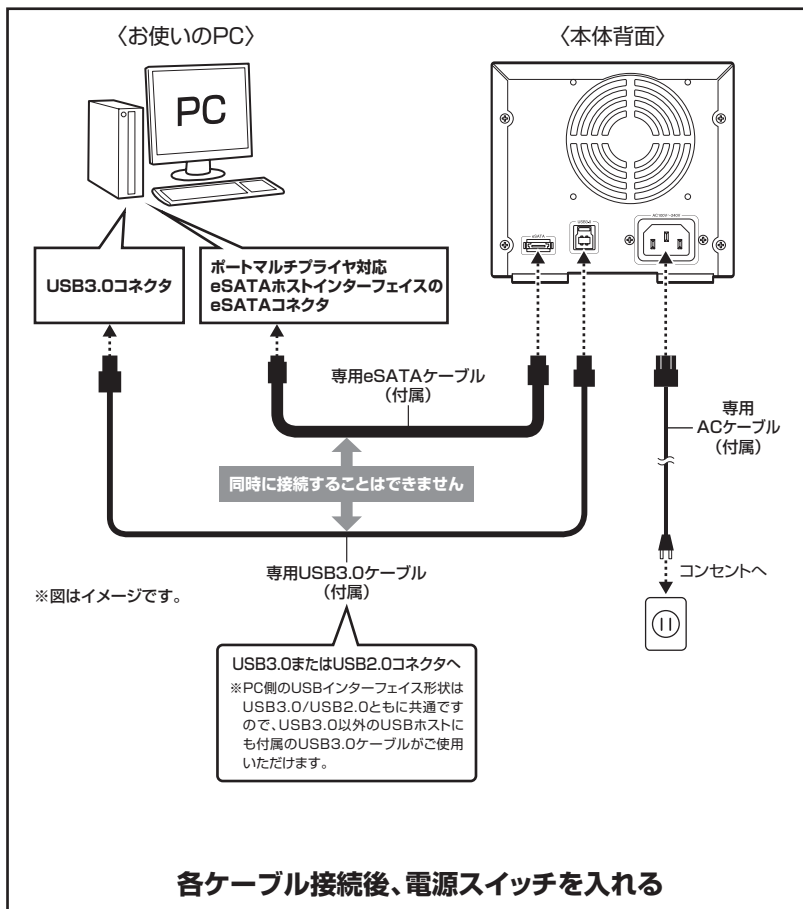 〈お使いのPC〉
〈本体背面〉
PC
eSATA
USB3.0
AC100V~240V
USB3.0コネクタ
ポートマルチプライヤ対応
eSATAホストインターフェイスの
eSATAコネクタ
専用eSATAケーブル
(付属)
専用
ACケーブル
(付属)
同時に接続することはできません
専用USB3.0ケーブル
(付属)
コンセントへ
※図はイメージです。
USB3.0またはUSB2.0コネクタへ
※PC側のUSBインターフェイス形状は
USB3.0/USB2.0ともに共通です
ので、USB3.0以外のUSBホストに
も付属のUSB3.0ケーブルがご使用
いただけます。
各ケーブル接続後、電源スイッチを入れる